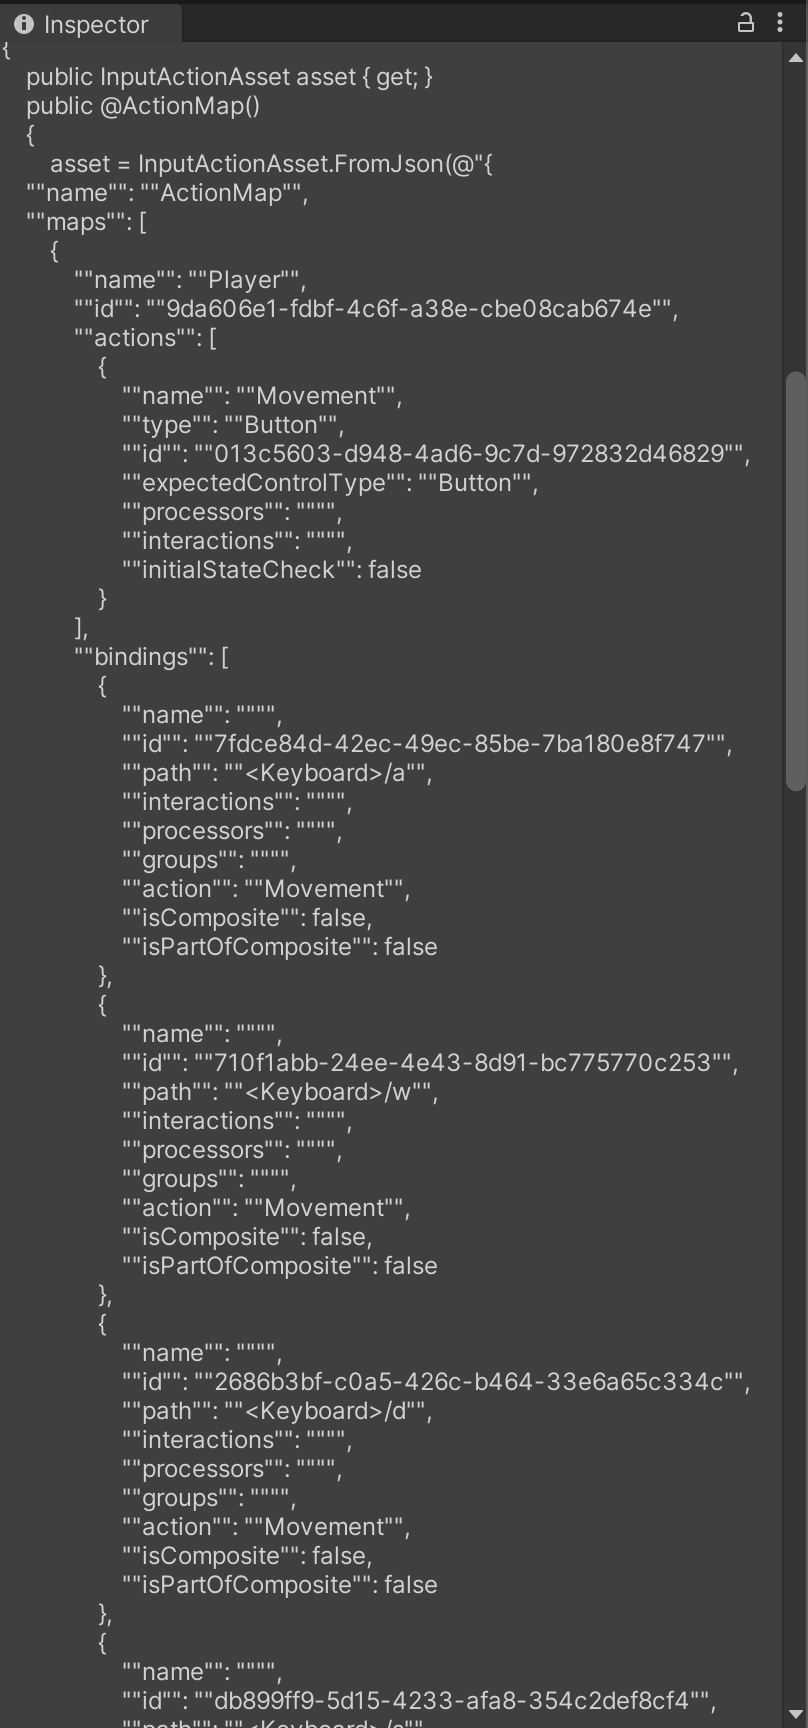 Inspector
{
public InputActionAsset asset { get; }
public @ActionMap()
{
asset = InputActionAsset.FromJson(@"{
""name"": ""ActionMap"",
""maps"": [
{
""name"": ""Player"",
""id"": ""9da606e1-fdbf-4c6f-a38e-cbe08cab674e"",
""actions"": [
{
""name"": ""Movement"",
""type"": ""Button"",
""id"": ""013c5603-d948-4ad6-9c7d-972832d46829"",
""expectedControlType"": ""Button"",
""processors"": """",
""interactions"": """",
""initialStateCheck"": false
}
],
""bindings"": [
{
""name"": """",
""id"": ""7fdce84d-42ec-49ec-85be-7ba180e8f747"",
""path"": ""<Keyboard>/a"",
""interactions"": """",
""processors"": """",
""groups"": """",
""action"": ""Movement"",
""isComposite"": false,
""isPartOfComposite"": false
},
{
""name"": """",
""id"": ""710f1abb-24ee-4e43-8d91-bc775770c253"",
""path"": ""<Keyboard>/w"",
""interactions"": """",
""processors"": """",
""groups"": """",
""action"": ""Movement"",
""isComposite"": false,
""isPartOfComposite"": false
},
{
""name"": """",
""id"": ""2686b3bf-c0a5-426c-b464-33e6a65c334c"",
""path"": ""<Keyboard>/d"",
""interactions"": """",
""processors"": """",
""groups"": """",
""action"": ""Movement"",
""isComposite"": false,
""isPartOfComposite"": false
},
{
""name"": """",
""id"": ""db899ff9-5d15-4233-afa8-354c2def8cf4"",
""path"": ""<Keyboard>/s""